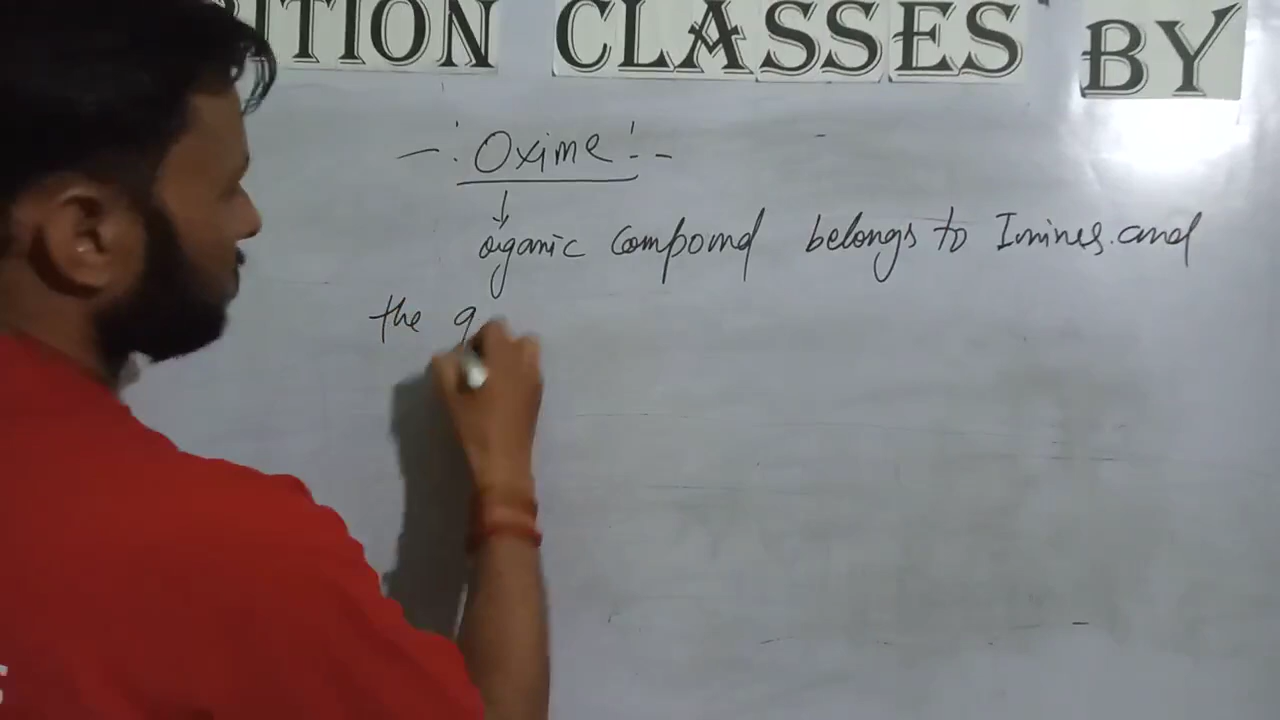 ITION CLASSES BY
-: Oxime :-
organic compound belongs to Imines. and
the g